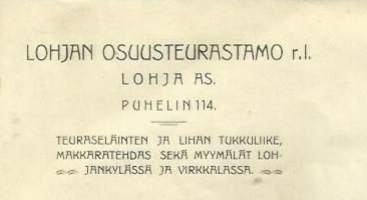 LOHJAN OSUUSTEURASTAMO r.l.
LOHJA AS.
PUHELIN 114.
TEURASELÄINTEN JA LIHAN TUKKULIIKE,
MAKKARATEHDAS SEKÄ MYYMÄLÄT LOH-
JANKYLÄSSÄ JA VIRKKALASSA.